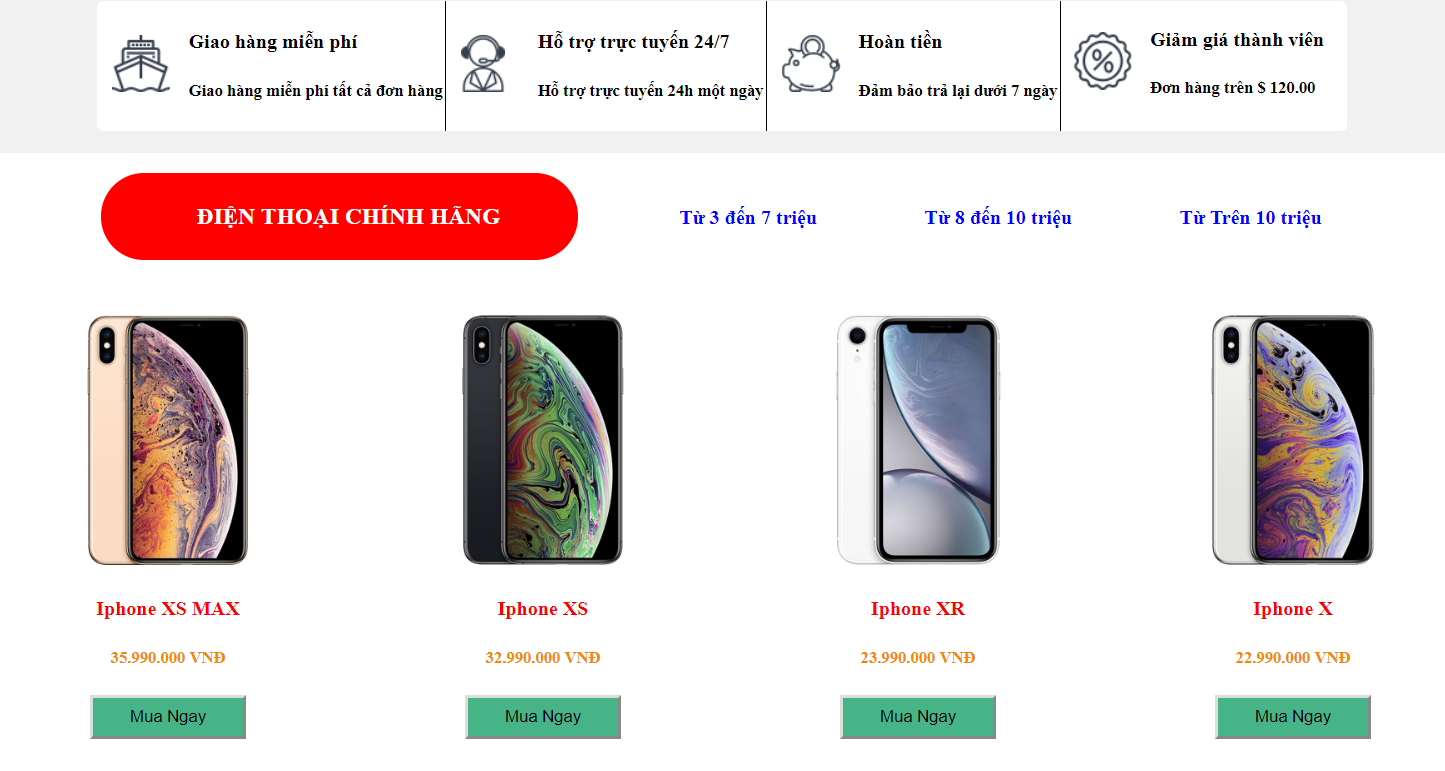 Giao hàng miễn phí
Giao hàng miễn phí tất cả đơn hàng
Hỗ trợ trực tuyến 24/7
Hỗ trợ trực tuyến 24h một ngày
Hoàn tiền
Đảm bảo trả lại dưới 7 ngày
Giảm giá thành viên
Đơn hàng trên $ 120.00
ĐIỆN THOẠI CHÍNH HÃNG
Từ 3 đến 7 triệu
Từ 8 đến 10 triệu
Từ Trên 10 triệu
Iphone XS MAX
35.990.000 VNĐ
Mua Ngay
Iphone XS
32.990.000 VNĐ
Mua Ngay
Iphone XR
23.990.000 VNĐ
Mua Ngay
Iphone X
22.990.000 VNĐ
Mua Ngay